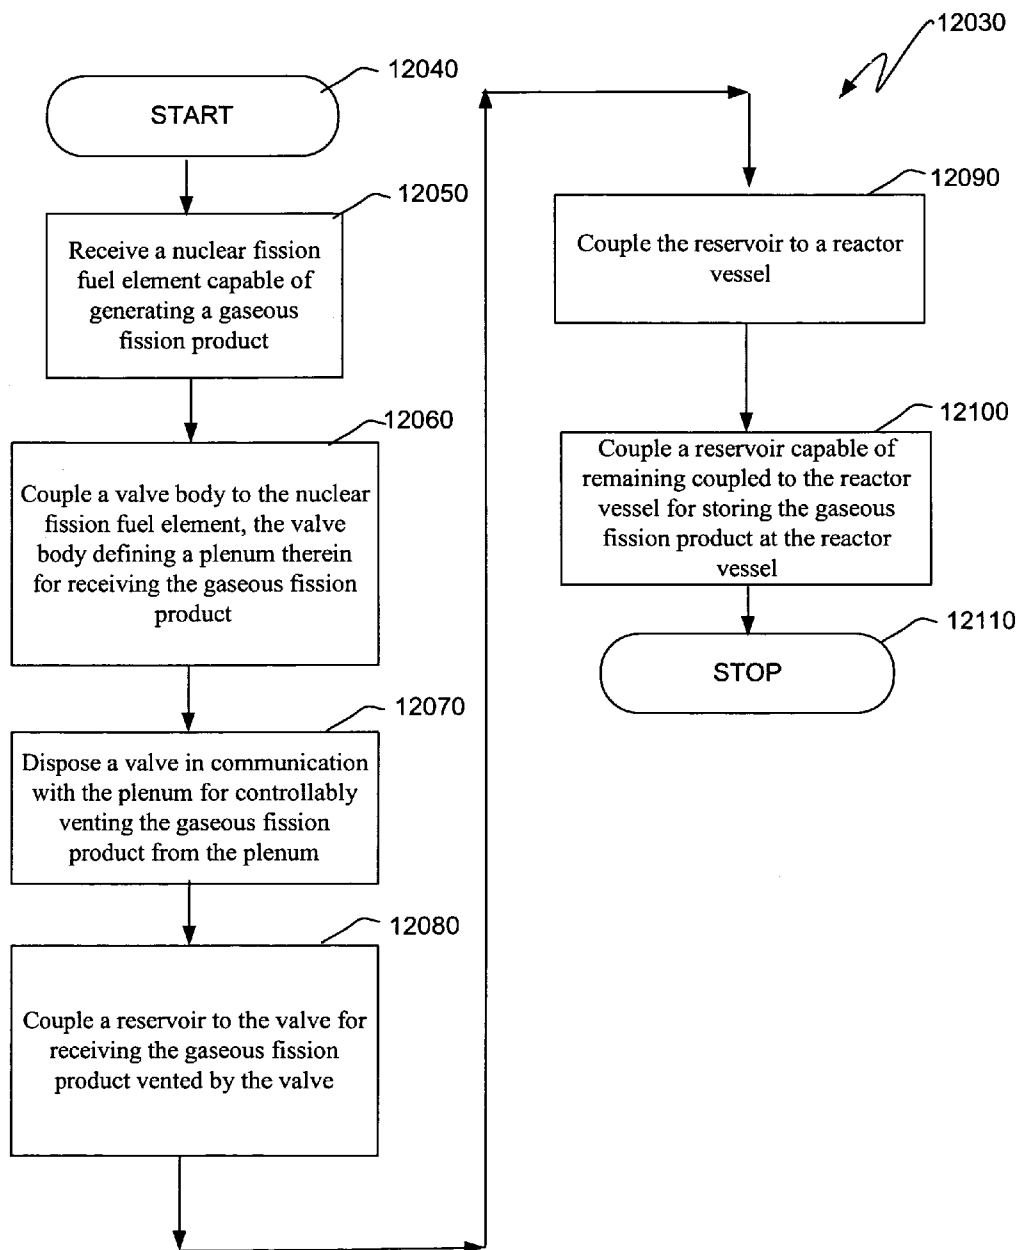 12040
START
12050
Receive a nuclear fission
fuel element capable of
generating a gaseous
fission product
12060
Couple a valve body to the nuclear
fission fuel element, the valve
body defining a plenum therein
for receiving the gaseous fission
product
12070
Dispose a valve in communication
with the plenum for controllably
venting the gaseous fission
product from the plenum
12080
Couple a reservoir to the valve for
receiving the gaseous fission
product vented by the valve
12030
12090
Couple the reservoir to a reactor
vessel
12100
Couple a reservoir capable of
remaining coupled to the reactor
vessel for storing the gaseous
fission product at the reactor
vessel
12110
STOP